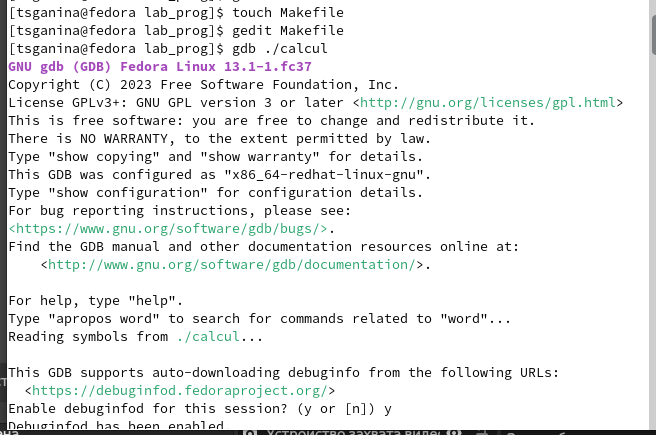 [tsganina@fedora lab_prog]$ touch Makefile
[tsganina@fedora lab_prog]$ gedit Makefile
[tsganina@fedora lab_prog]$ gdb ./calcul
GNU gdb (GDB) Fedora Linux 13.1-1.fc37
Copyright (C) 2023 Free Software Foundation, Inc.
License GPLv3+: GNU GPL version 3 or later <http://gnu.org/licenses/gpl.html>
This is free software: you are free to change and redistribute it.
There is NO WARRANTY, to the extent permitted by law.
Type "show copying" and "show warranty" for details.
This GDB was configured as "x86_64-redhat-linux-gnu".
Type "show configuration" for configuration details.
For bug reporting instructions, please see:
<https://www.gnu.org/software/gdb/bugs/>.
Find the GDB manual and other documentation resources online at:
    <http://www.gnu.org/software/gdb/documentation/>.

For help, type "help".
Type "apropos word" to search for commands related to "word"...
Reading symbols from ./calcul...

This GDB supports auto-downloading debuginfo from the following URLs:
  <https://debuginfod.fedoraproject.org/>
Enable debuginfod for this session? (y or [n]) y
Debuginfod has been enabled